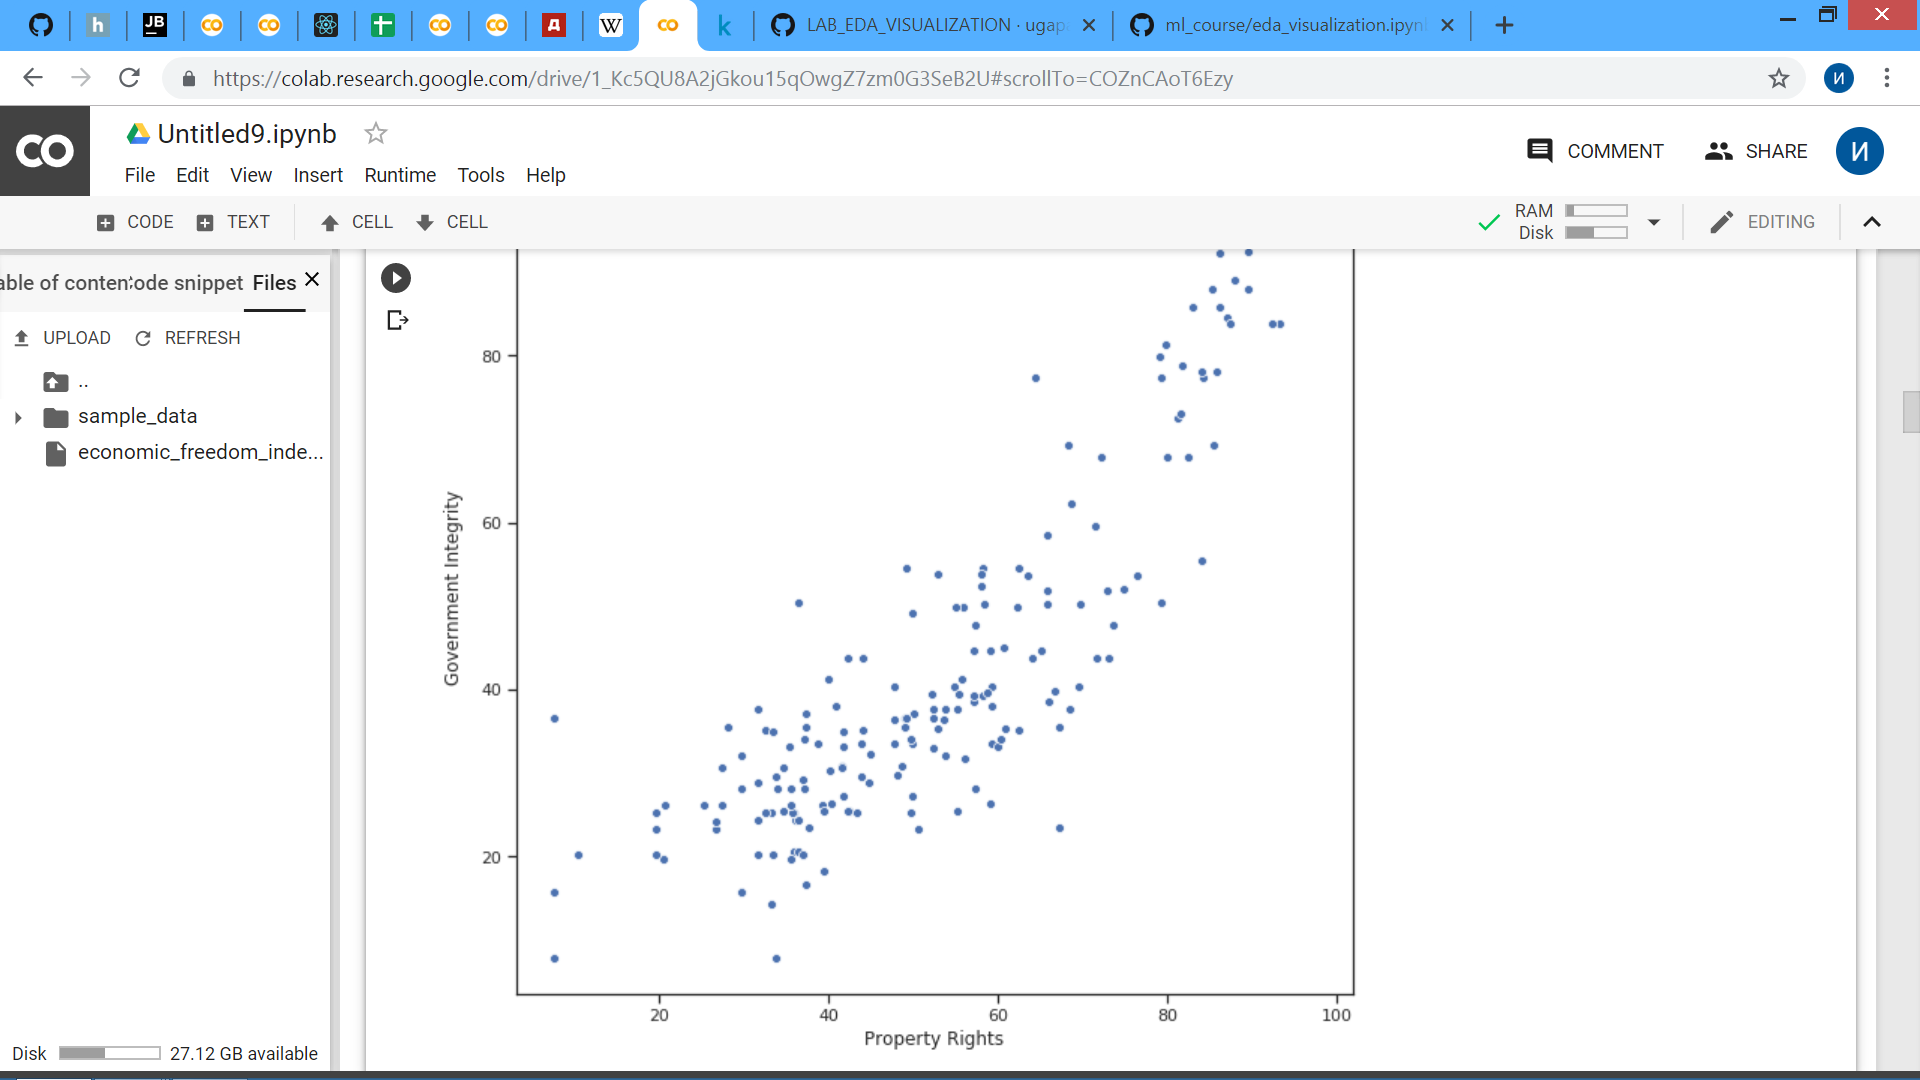 h
JB
W
k
LAB_EDA_VISUALIZATION · ugap
ml_course/eda_visualization.ipyn
https://colab.research.google.com/drive/1_Kc5QU8A2jGkou15qOwgZ7zm0G3SeB2U#scrollTo=COZnCAoT6Ezy
И
CO
Untitled9.ipynb
COMMENT
SHARE
И
File Edit View Insert Runtime Tools Help
CODE TEXT CELL CELL
RAM
Disk
EDITING
able of conten
ode snippet
Files
UPLOAD REFRESH
..
sample_data
economic_freedom_inde...
Disk 27.12 GB available
80
60
40
20
Government Integrity
20 40 60 80 100
Property Rights